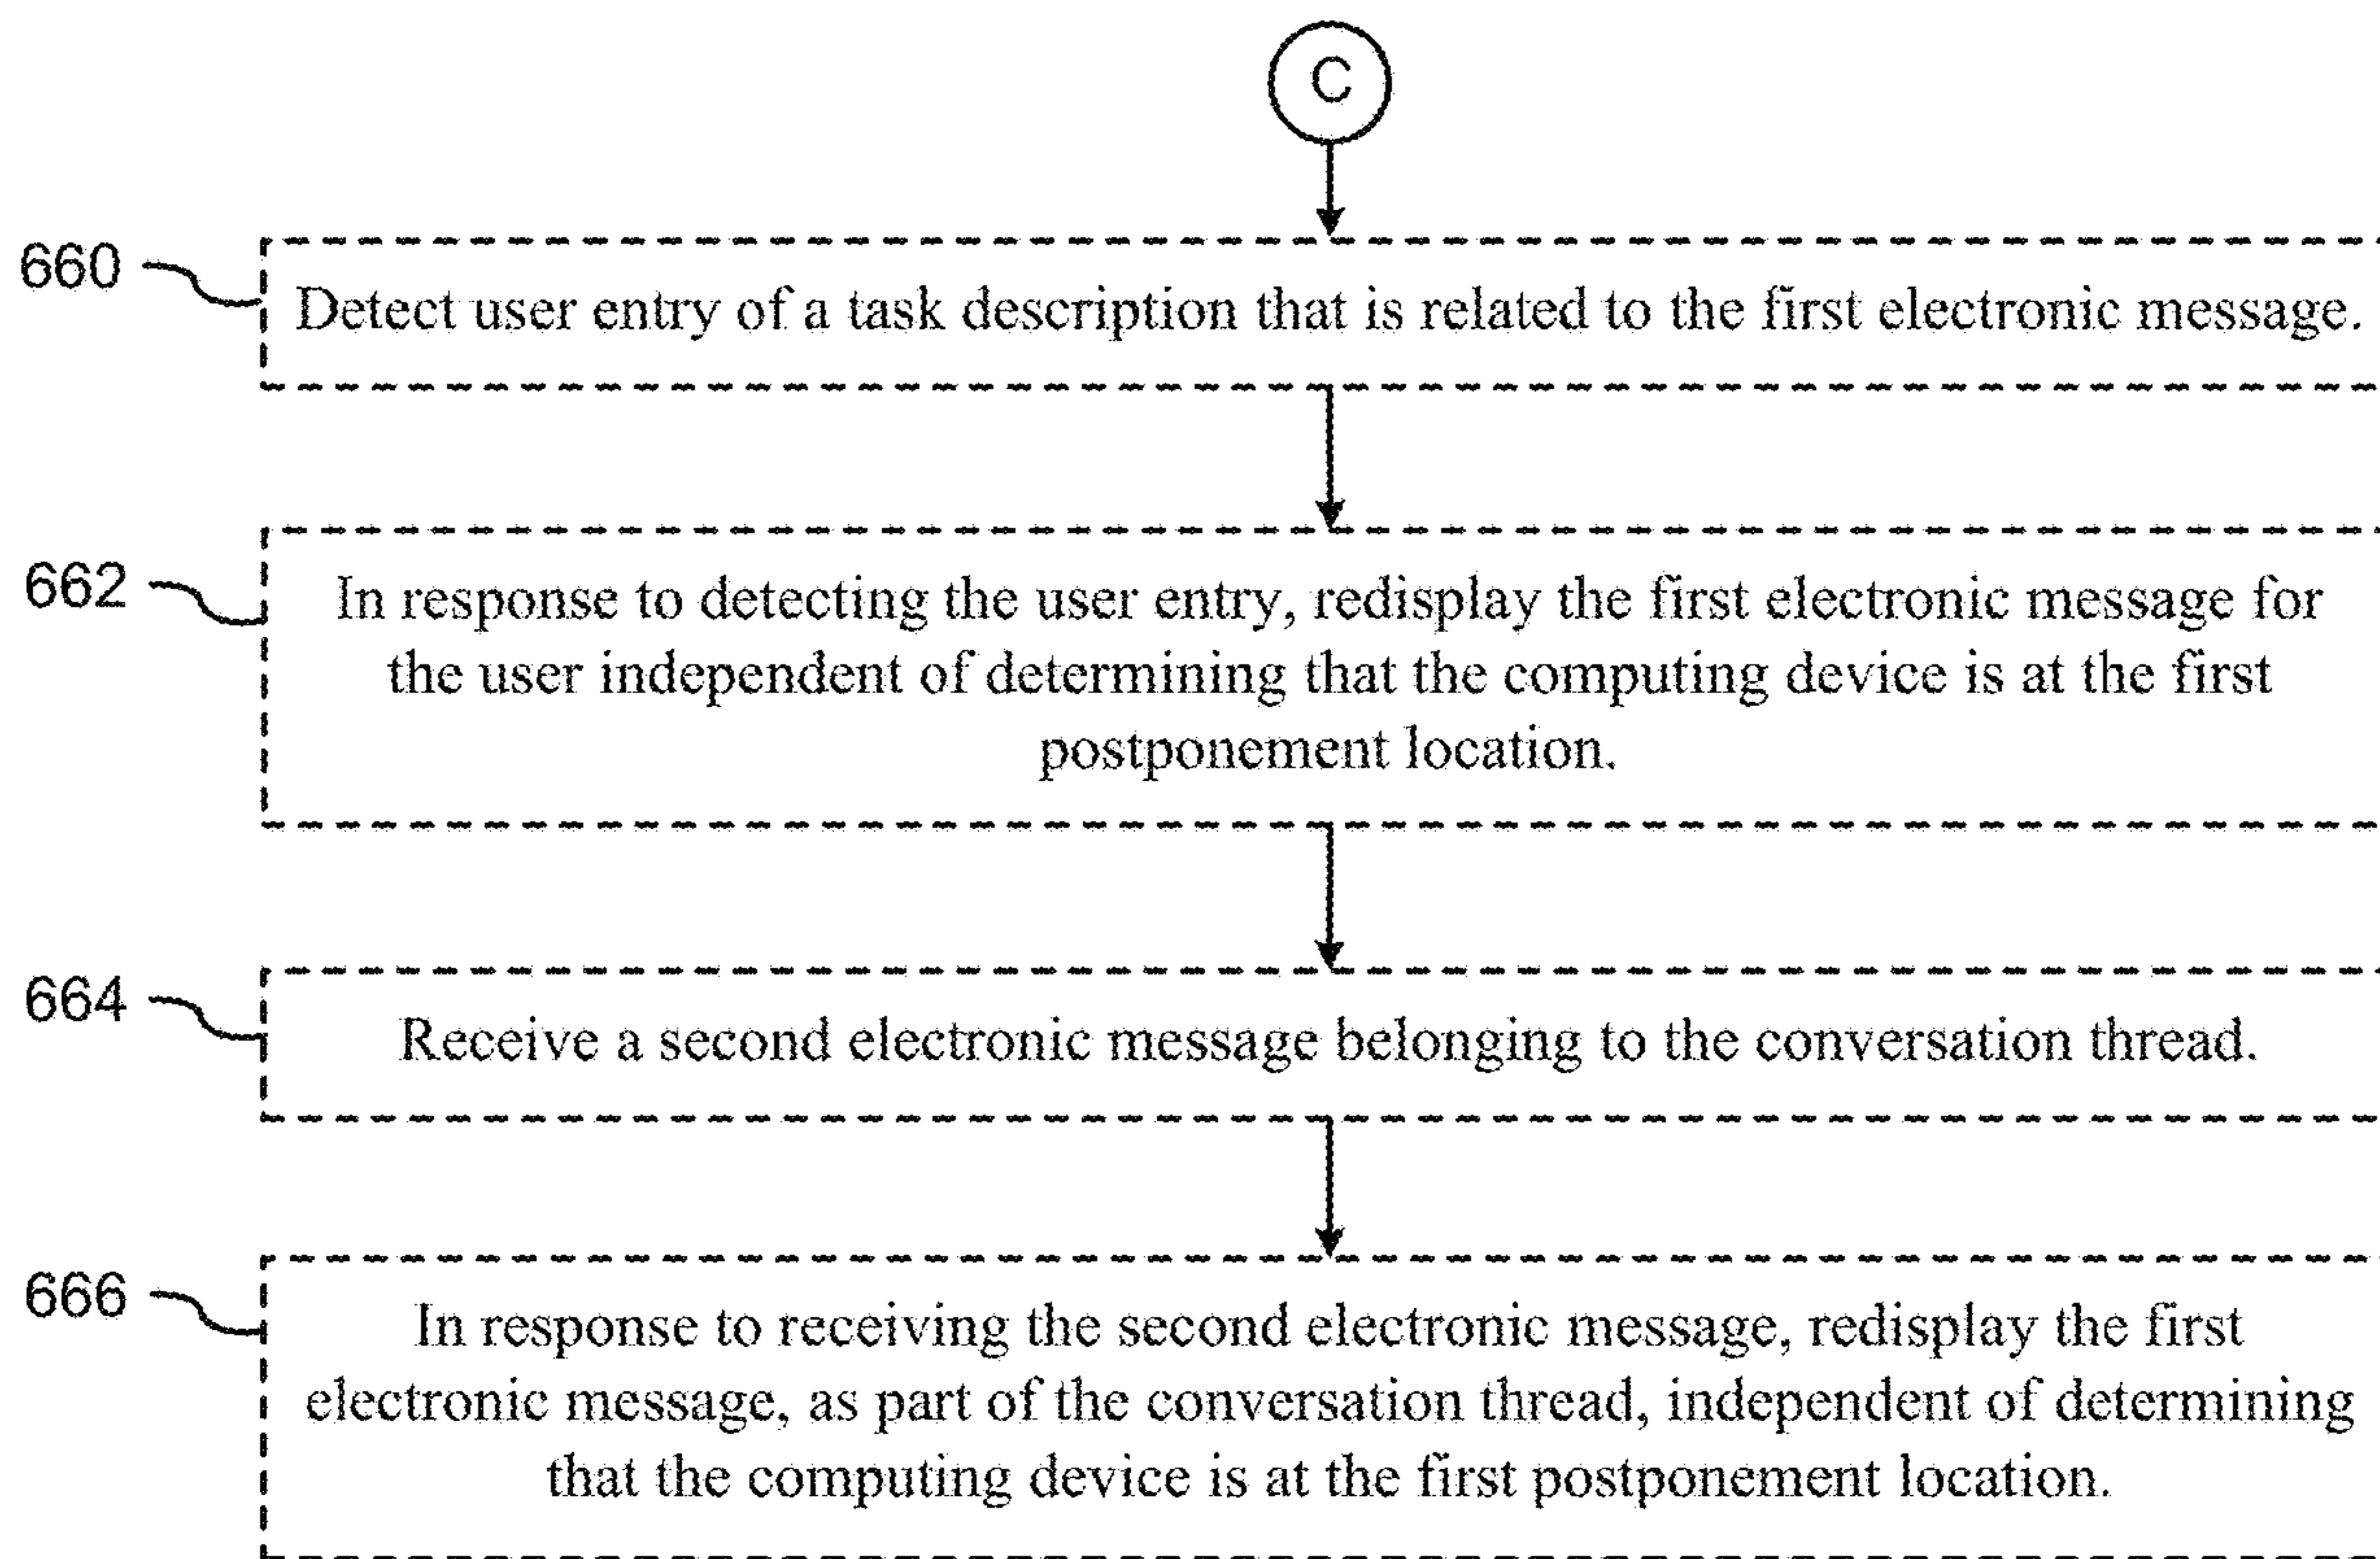 C
660
Detect user entry of a task description that is related to the first electronic message.
662
In response to detecting the user entry, redisplay the first electronic message for
the user independent of determining that the computing device is at the first
postponement location.
664
Receive a second electronic message belonging to the conversation thread.
666
In response to receiving the second electronic message, redisplay the first
electronic message, as part of the conversation thread, independent of determining
that the computing device is at the first postponement location.